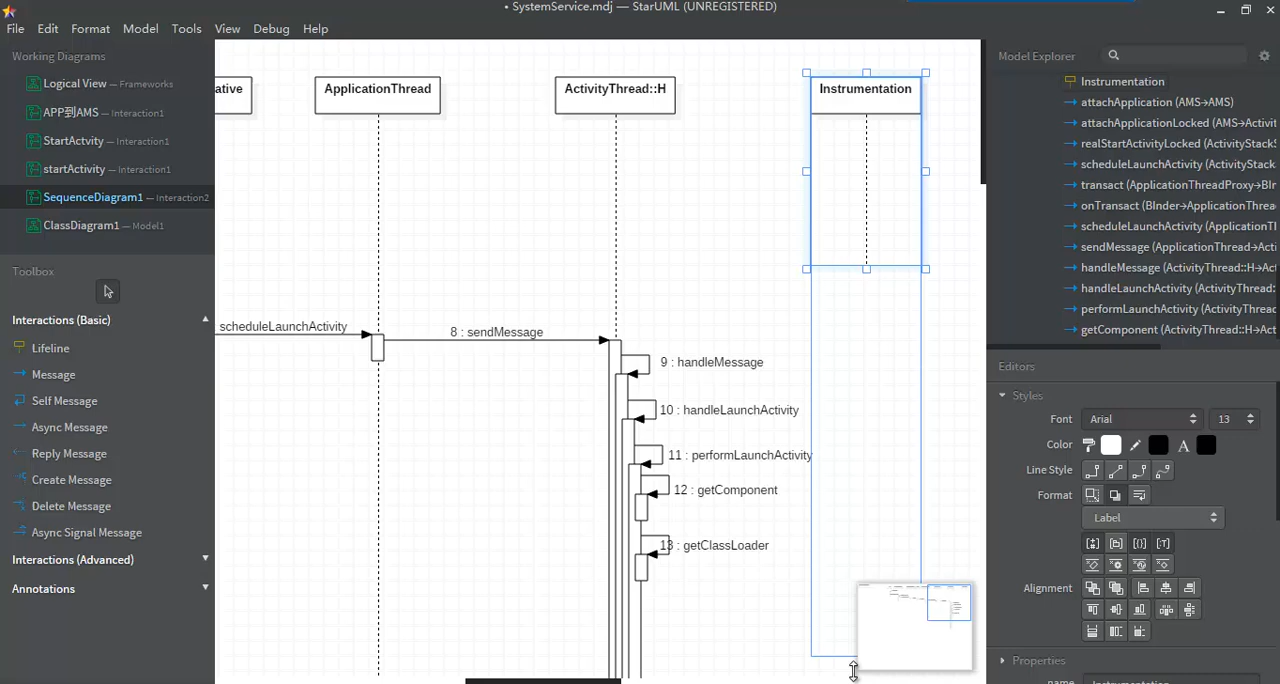 • SystemService.mdj — StarUML (UNREGISTERED)
File Edit Format Model Tools View Debug Help
Working Diagrams
Logical View — Frameworks
APP到AMS — Interaction1
StartActvity — Interaction1
startActivity — Interaction1
SequenceDiagram1 — Interaction2
ClassDiagram1 — Model1
Toolbox
Interactions (Basic)
Lifeline
Message
Self Message
Async Message
Reply Message
Create Message
Delete Message
Async Signal Message
Interactions (Advanced)
Annotations
ative
ApplicationThread
ActivityThread::H
Instrumentation
scheduleLaunchActivity
8 : sendMessage
9 : handleMessage
10 : handleLaunchActivity
11 : performLaunchActivity
12 : getComponent
13 : getClassLoader
Model Explorer
Instrumentation
attachApplication (AMS→AMS)
attachApplicationLocked (AMS→Activit
realStartActivityLocked (ActivityStackS
scheduleLaunchActivity (ActivityStack
transact (ApplicationThreadProxy→BIr
onTransact (BInder→ApplicationThrea
scheduleLaunchActivity (ApplicationTl
sendMessage (ApplicationThread→Acti
handleMessage (ActivityThread::H→Act
handleLaunchActivity (ActivityThread:
performLaunchActivity (ActivityThread
getComponent (ActivityThread::H→Act
Editors
Styles
Font Arial 13
Color A
Line Style
Format
Label
Alignment
Properties
name Instrumentation